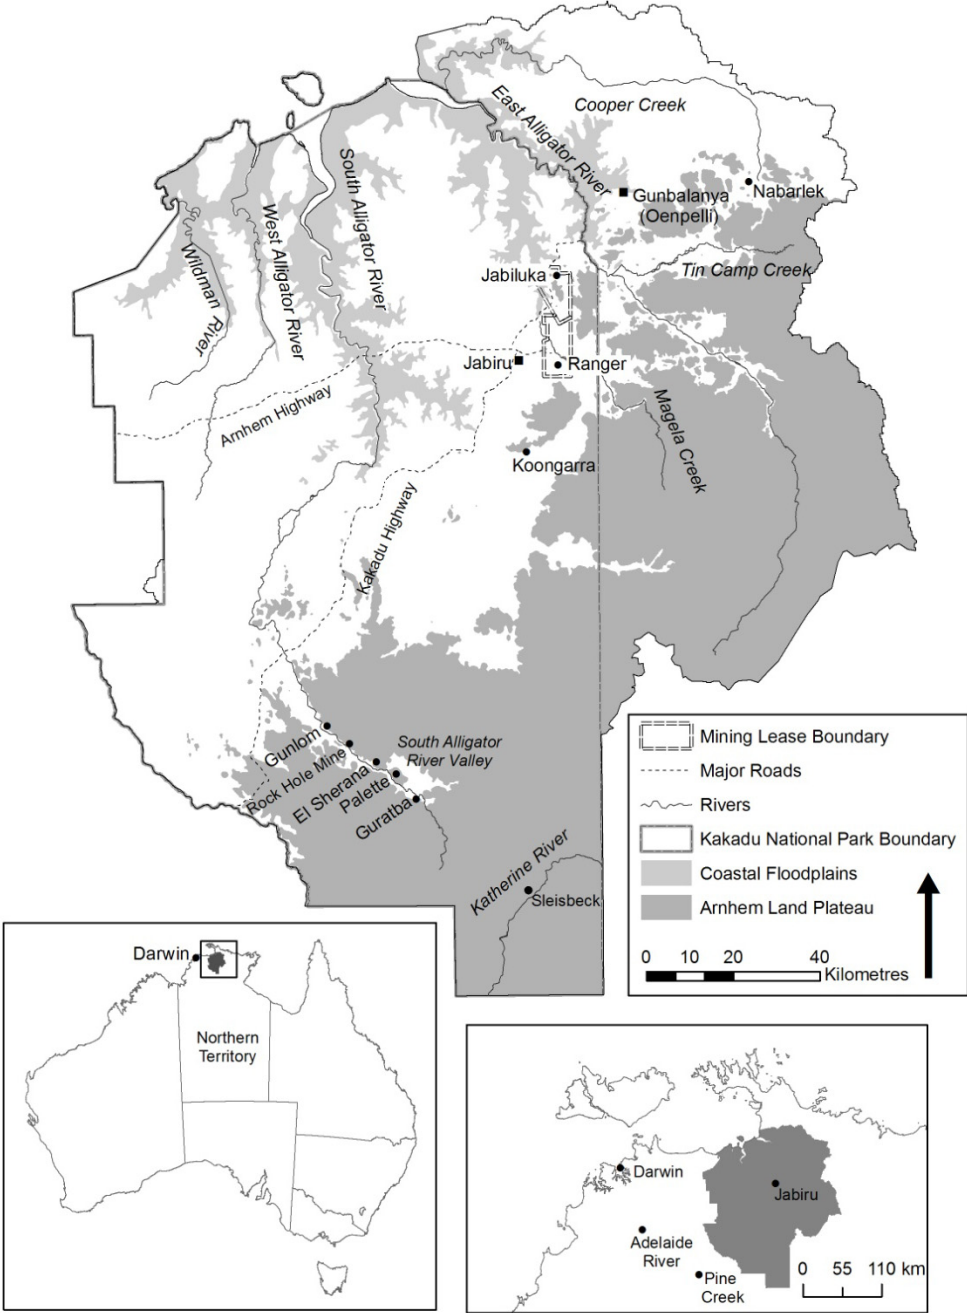 Cooper Creek
East Alligator River
South Alligator River
West Alligator River
Wildman River
Gunbalanya
(Oenpelli)
Nabarlek
Tin Camp Creek
Jabiluka
Jabiru
Ranger
Arnhem Highway
Magela Creek
Koongarra
Kakadu Highway
Gunlom
Rock Hole Mine
El Sherana
Palette
Guratba
South Alligator
River Valley
Katherine River
Sleisbeck
Mining Lease Boundary
Major Roads
Rivers
Kakadu National Park Boundary
Coastal Floodplains
Arnhem Land Plateau
0 10 20 40
Kilometres
Darwin
Northern
Territory
Darwin
Jabiru
Adelaide
River
Pine
Creek
0 55 110 km